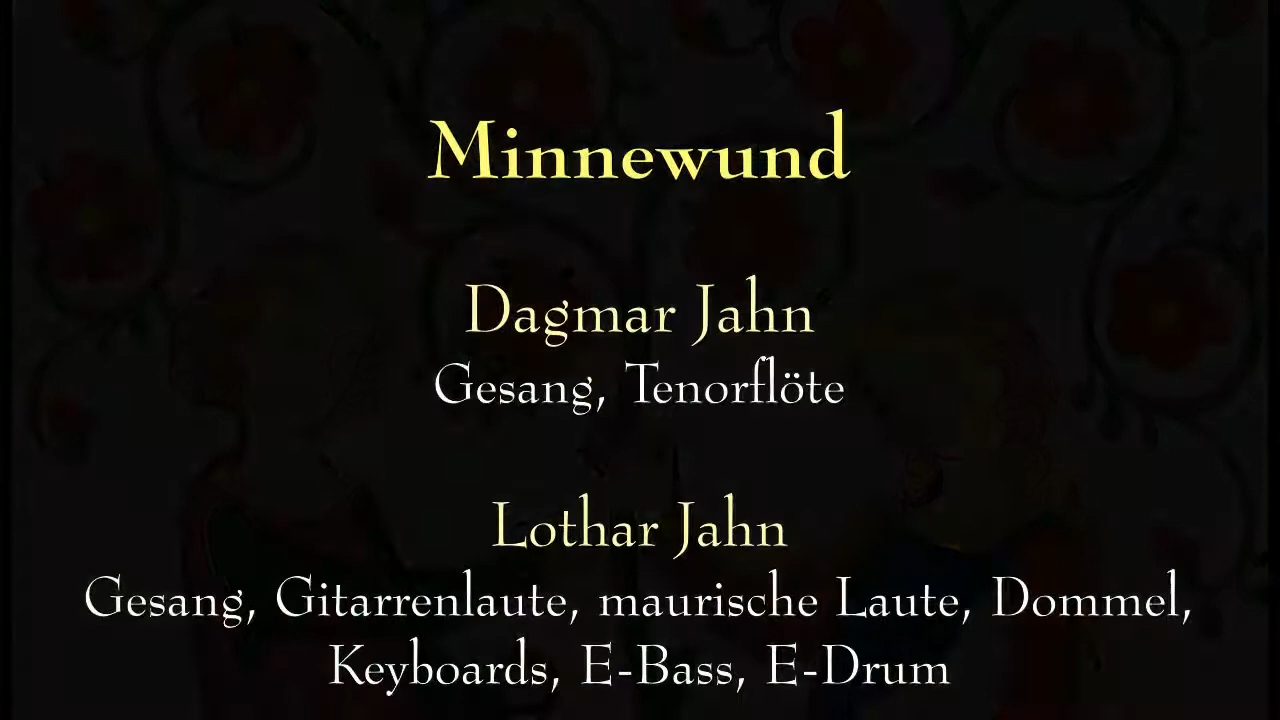 Minnewund
Dagmar Jahn
Gesang, Tenorflöte
Lothar Jahn
Gesang, Gitarrenlaute, maurische Laute, Dommel,
Keyboards, E-Bass, E-Drum